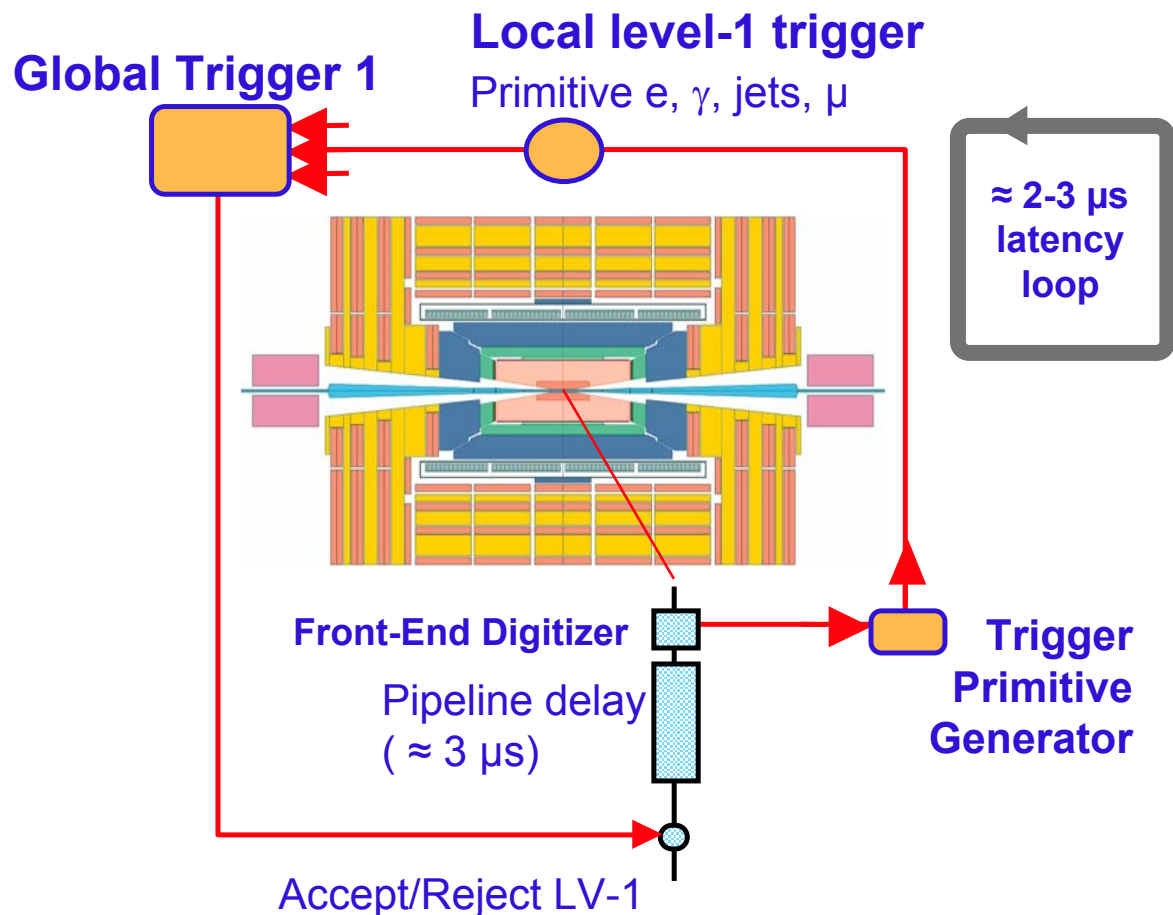 Local level-1 trigger
Global Trigger 1
Primitive e, γ, jets, μ
≈ 2-3 µs
latency
loop
Front-End Digitizer
Trigger
Primitive
Generator
Pipeline delay
( ≈ 3 µs)
Accept/Reject LV-1